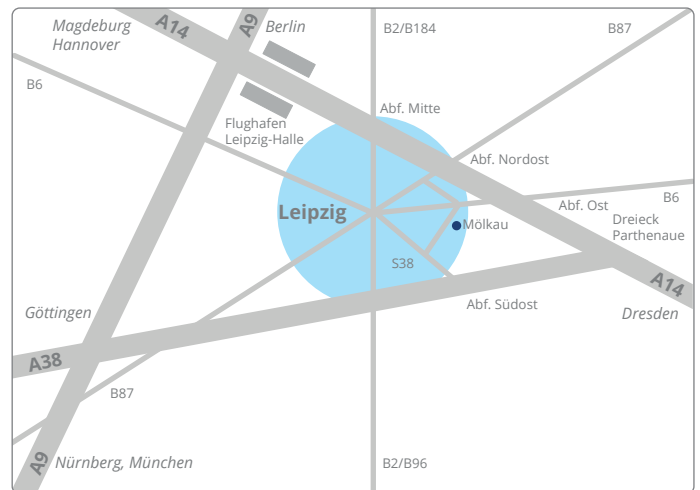 Magdeburg
Hannover
A14
A9
Berlin
B2/B184
B87
B6
Flughafen
Leipzig-Halle
Abf. Mitte
Abf. Nordost
B6
Abf. Ost
Dreieck
Parthenaue
Leipzig
Mölkau
S38
A14
Göttingen
Abf. Südost
Dresden
A38
B87
A9
Nürnberg, München
B2/B96